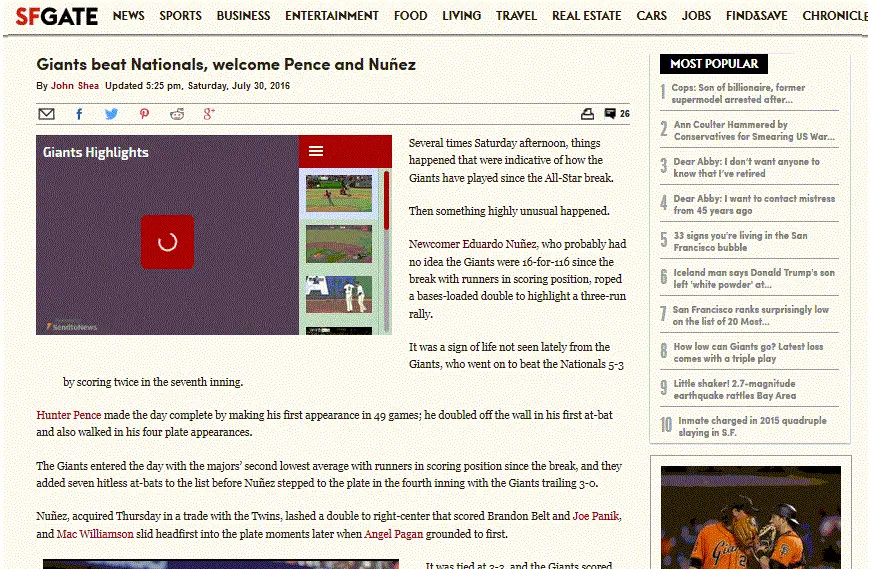 SFGATE NEWS SPORTS BUSINESS ENTERTAINMENT FOOD LIVING TRAVEL REAL ESTATE CARS JOBS FIND&SAVE CHRONICLE
Giants beat Nationals, welcome Pence and Nuñez
By John Shea Updated 5:25 pm, Saturday, July 30, 2016
26
Giants Highlights
SendtoNews
Several times Saturday afternoon, things
happened that were indicative of how the
Giants have played since the All-Star break.
Then something highly unusual happened.
Newcomer Eduardo Nuñez, who probably had
no idea the Giants were 16-for-116 since the
break with runners in scoring position, roped
a bases-loaded double to highlight a three-run
rally.
It was a sign of life not seen lately from the
Giants, who went on to beat the Nationals 5-3
by scoring twice in the seventh inning.
Hunter Pence made the day complete by making his first appearance in 49 games; he doubled off the wall in his first at-bat
and also walked in his four plate appearances.
The Giants entered the day with the majors' second lowest average with runners in scoring position since the break, and they
added seven hitless at-bats to the list before Nuñez stepped to the plate in the fourth inning with the Giants trailing 3-0.
Nuñez, acquired Thursday in a trade with the Twins, lashed a double to right-center that scored Brandon Belt and Joe Panik,
and Mac Williamson slid headfirst into the plate moments later when Angel Pagan grounded to first.
It was tied at 3-3, and the Giants scored
MOST POPULAR
1 Cops: Son of billionaire, former
supermodel arrested after...
2 Ann Coulter Hammered by
Conservatives for Smearing US War...
3 Dear Abby: I don't want anyone to
know that I've retired
4 Dear Abby: I want to contact mistress
from 45 years ago
5 33 signs you're living in the San
Francisco bubble
6 Iceland man says Donald Trump's son
left 'white powder' at...
7 San Francisco ranks surprisingly low
on the list of 20 Most...
8 How low can Giants go? Latest loss
comes with a triple play
9 Little shaker! 2.7-magnitude
earthquake rattles Bay Area
10 Inmate charged in 2015 quadruple
slaying in S.F.